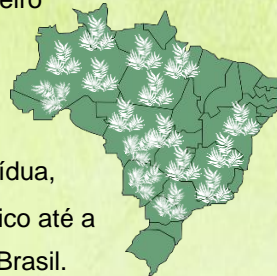 eiro
ídua,
ico até a
Brasil.